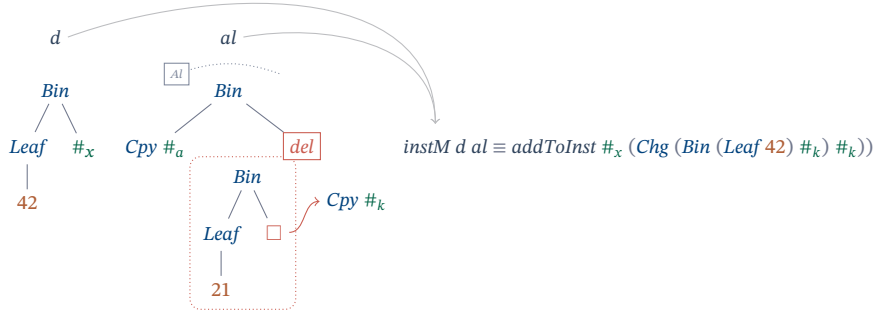 d al
Al
Bin Bin
Leaf #x Cpy #a del instM d al ≡ addToInst #x (Chg (Bin (Leaf 42) #k) #k))
Bin
42 Cpy #k
Leaf
21